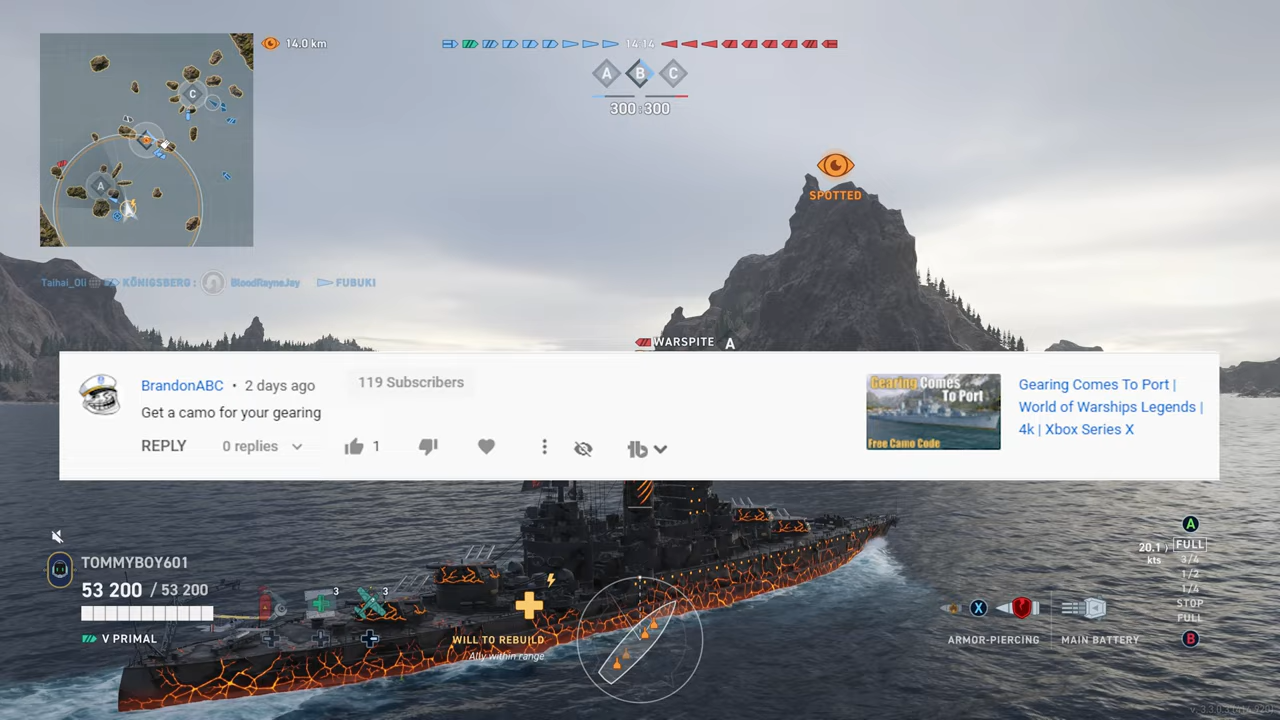 14.0 km
14:14
A B C
300:300
C
A
SPOTTED
Taihai_Oli KÖNIGSBERG : BloodRayneJay FUBUKI
WARSPITE A
BrandonABC • 2 days ago 119 Subscribers
Get a camo for your gearing
REPLY 0 replies 1
Gearing Comes To Port
Free Camo Code
Gearing Comes To Port |
World of Warships Legends |
4k | Xbox Series X
TOMMYBOY601
53 200 / 53 200
V PRIMAL
3
3
WILL TO REBUILD
Ally within range
20.1
kts
A
FULL
3/4
1/2
1/4
STOP
FULL
B
X
ARMOR-PIERCING MAIN BATTERY